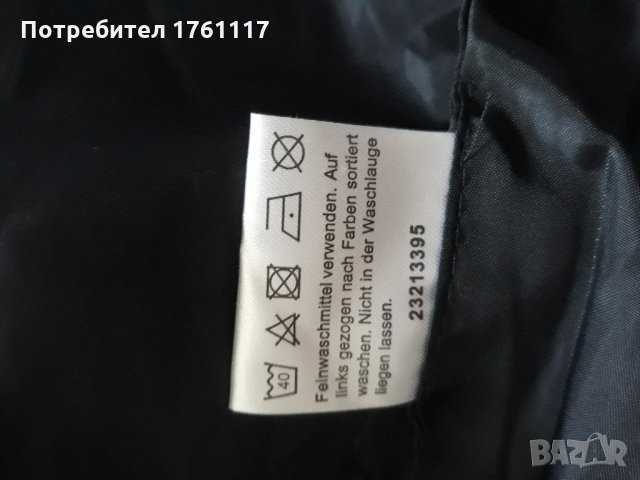 Потребител 1761117
40
Feinwaschmittel verwenden. Auf
links gezogen nach Farben sortiert
waschen. Nicht in der Waschlauge
liegen lassen.
23213395
BAZAR